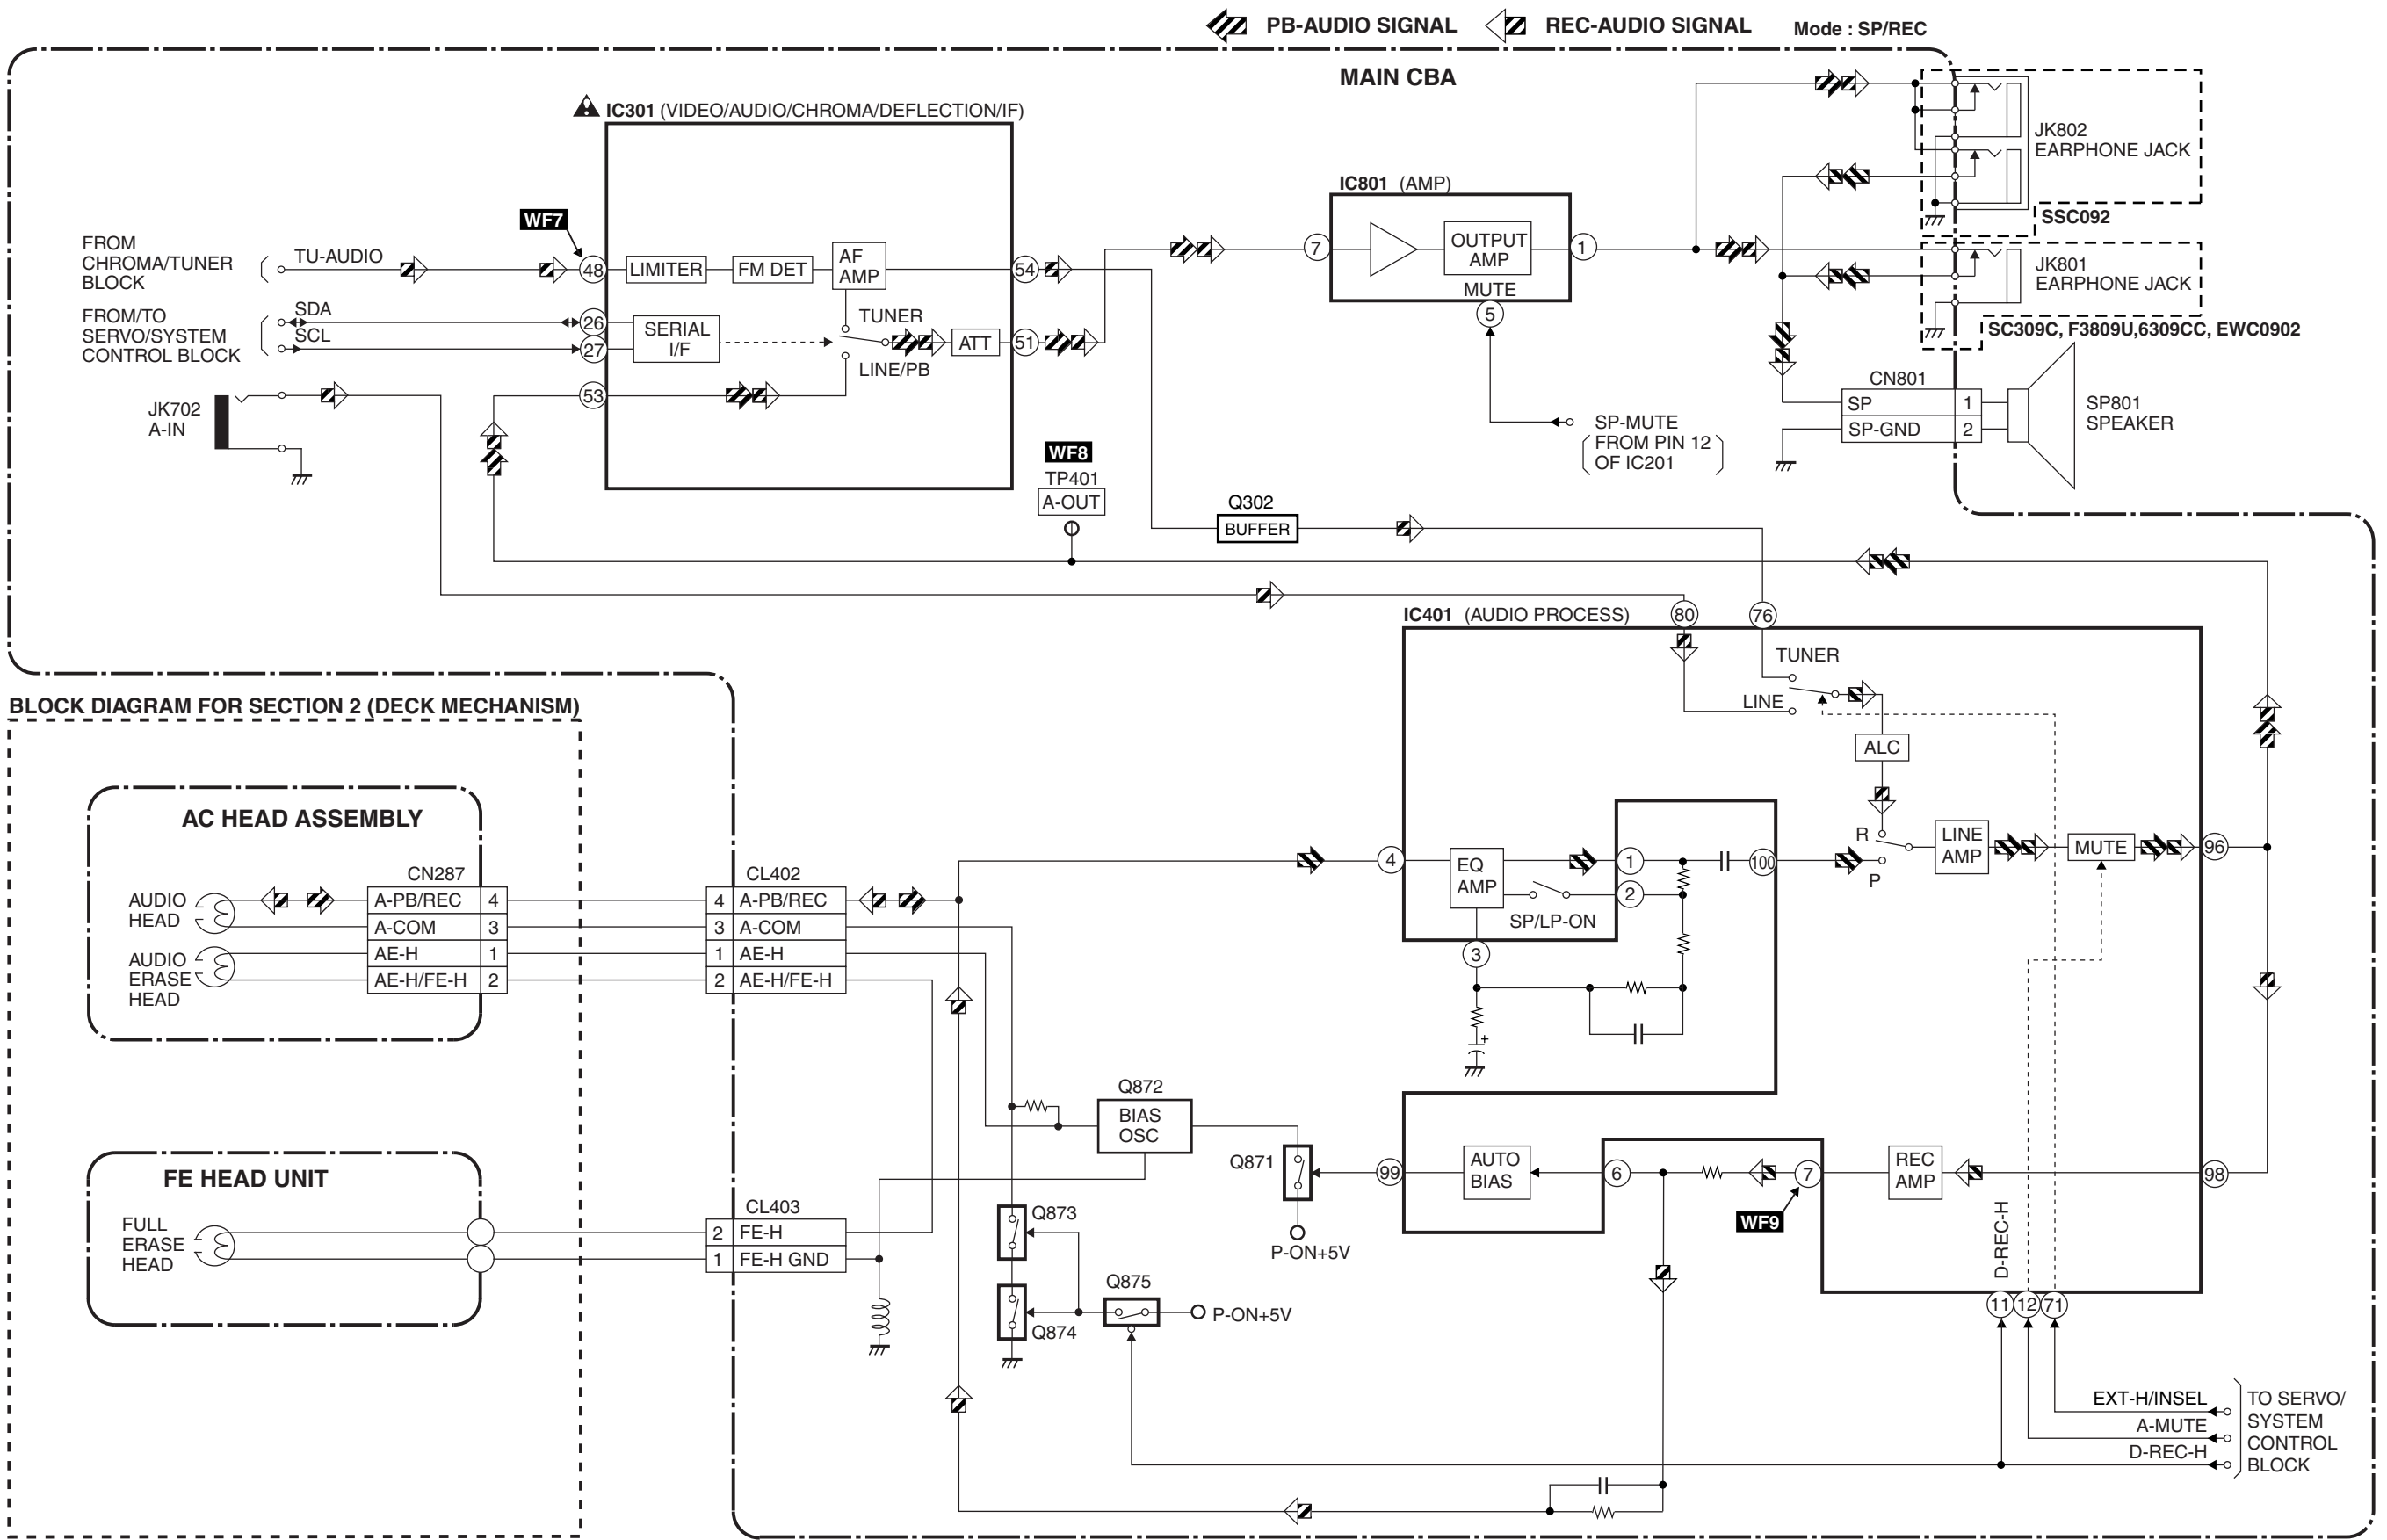 PB-AUDIO SIGNAL
REC-AUDIO SIGNAL
Mode : SP/REC
MAIN CBA
IC301 (VIDEO/AUDIO/CHROMA/DEFLECTION/IF)
WF7
FROM
CHROMA/TUNER
BLOCK
TU-AUDIO
48
LIMITER
FM DET
AF
AMP
54
FROM/TO
SERVO/SYSTEM
CONTROL BLOCK
SDA
SCL
26
27
SERIAL
I/F
TUNER
LINE/PB
ATT
51
53
JK702
A-IN
IC801 (AMP)
7
OUTPUT
AMP
1
MUTE
5
SP-MUTE
FROM PIN 12
OF IC201
JK802
EARPHONE JACK
SSC092
JK801
EARPHONE JACK
SC309C, F3809U,6309CC, EWC0902
CN801
SP 1
SP-GND 2
SP801
SPEAKER
WF8
TP401
A-OUT
Q302
BUFFER
IC401 (AUDIO PROCESS)
80
76
TUNER
LINE
ALC
R
P
LINE
AMP
MUTE
96
4
EQ
AMP
1
2
SP/LP-ON
3
100
+
BLOCK DIAGRAM FOR SECTION 2 (DECK MECHANISM)
AC HEAD ASSEMBLY
CN287
AUDIO
HEAD
AUDIO
ERASE
HEAD
A-PB/REC 4
A-COM 3
AE-H 1
AE-H/FE-H 2
CL402
4 A-PB/REC
3 A-COM
1 AE-H
2 AE-H/FE-H
Q872
BIAS
OSC
Q871
P-ON+5V
99
AUTO
BIAS
6
7
WF9
REC
AMP
98
FE HEAD UNIT
FULL
ERASE
HEAD
CL403
2 FE-H
1 FE-H GND
Q873
Q874
Q875
P-ON+5V
D-REC-H
11
12
71
EXT-H/INSEL
A-MUTE
D-REC-H
TO SERVO/
SYSTEM
CONTROL
BLOCK